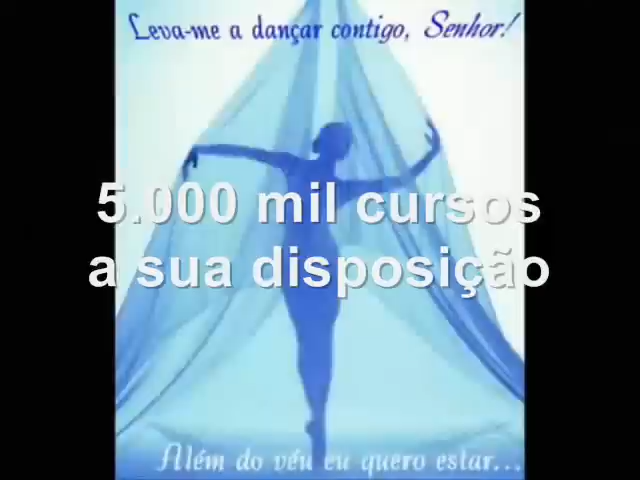 Leva-me a dançar contigo, Senhor!
5.000 mil cursos
a sua disposição
Além do véu eu quero estar...